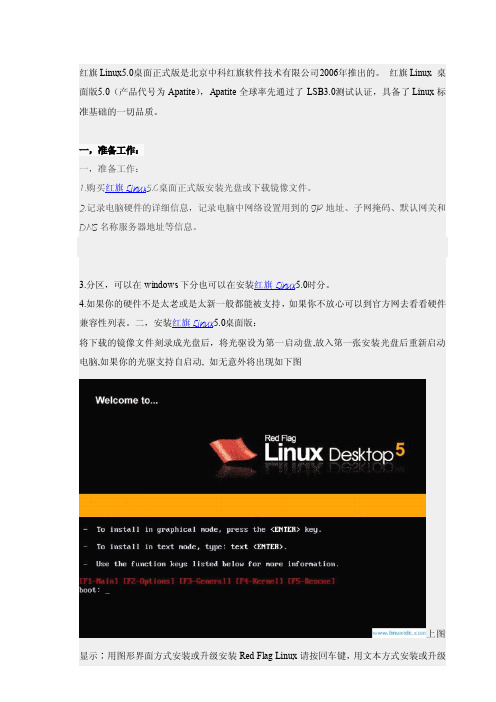 红旗Linux5.0桌面正式版是北京中科红旗软件技术有限公司2006年推出的。 红旗Linux 桌
面版5.0（产品代号为Apatite），Apatite全球率先通过了LSB3.0测试认证，具备了Linux标
准基础的一切品质。
一，准备工作：
一，准备工作：
1.购买红旗Linux5.0桌面正式版安装光盘或下载镜像文件。
2.记录电脑硬件的详细信息，记录电脑中网络设置用到的IP地址、子网掩码、默认网关和
DNS名称服务器地址等信息。
3.分区，可以在windows下分也可以在安装红旗Linux5.0时分。
4.如果你的硬件不是太老或是太新一般都能被支持，如果你不放心可以到官方网去看看硬件
兼容性列表。二，安装红旗Linux5.0桌面版：
将下载的镜像文件刻录成光盘后，将光驱设为第一启动盘,放入第一张安装光盘后重新启动
电脑,如果你的光驱支持自启动, 如无意外将出现如下图
Welcome to...
Red Flag
Linux Desktop 5
- To install in graphical mode, press the <ENTER> key.
- To install in text mode, type: text <ENTER>.
- Use the function keys listed below for more information.
[F1-Main] [F2-Options] [F3-General] [F4-Kernel] [F5-Rescue]
boot: _
www.linuxidc.com
上图
显示：用图形界面方式安装或升级安装Red Flag Linux请按回车键，用文本方式安装或升级